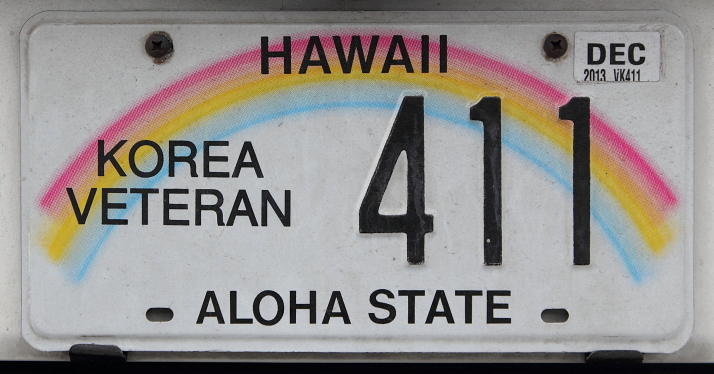 HAWAII
DEC
2013 VK411
KOREA
VETERAN
411
ALOHA STATE